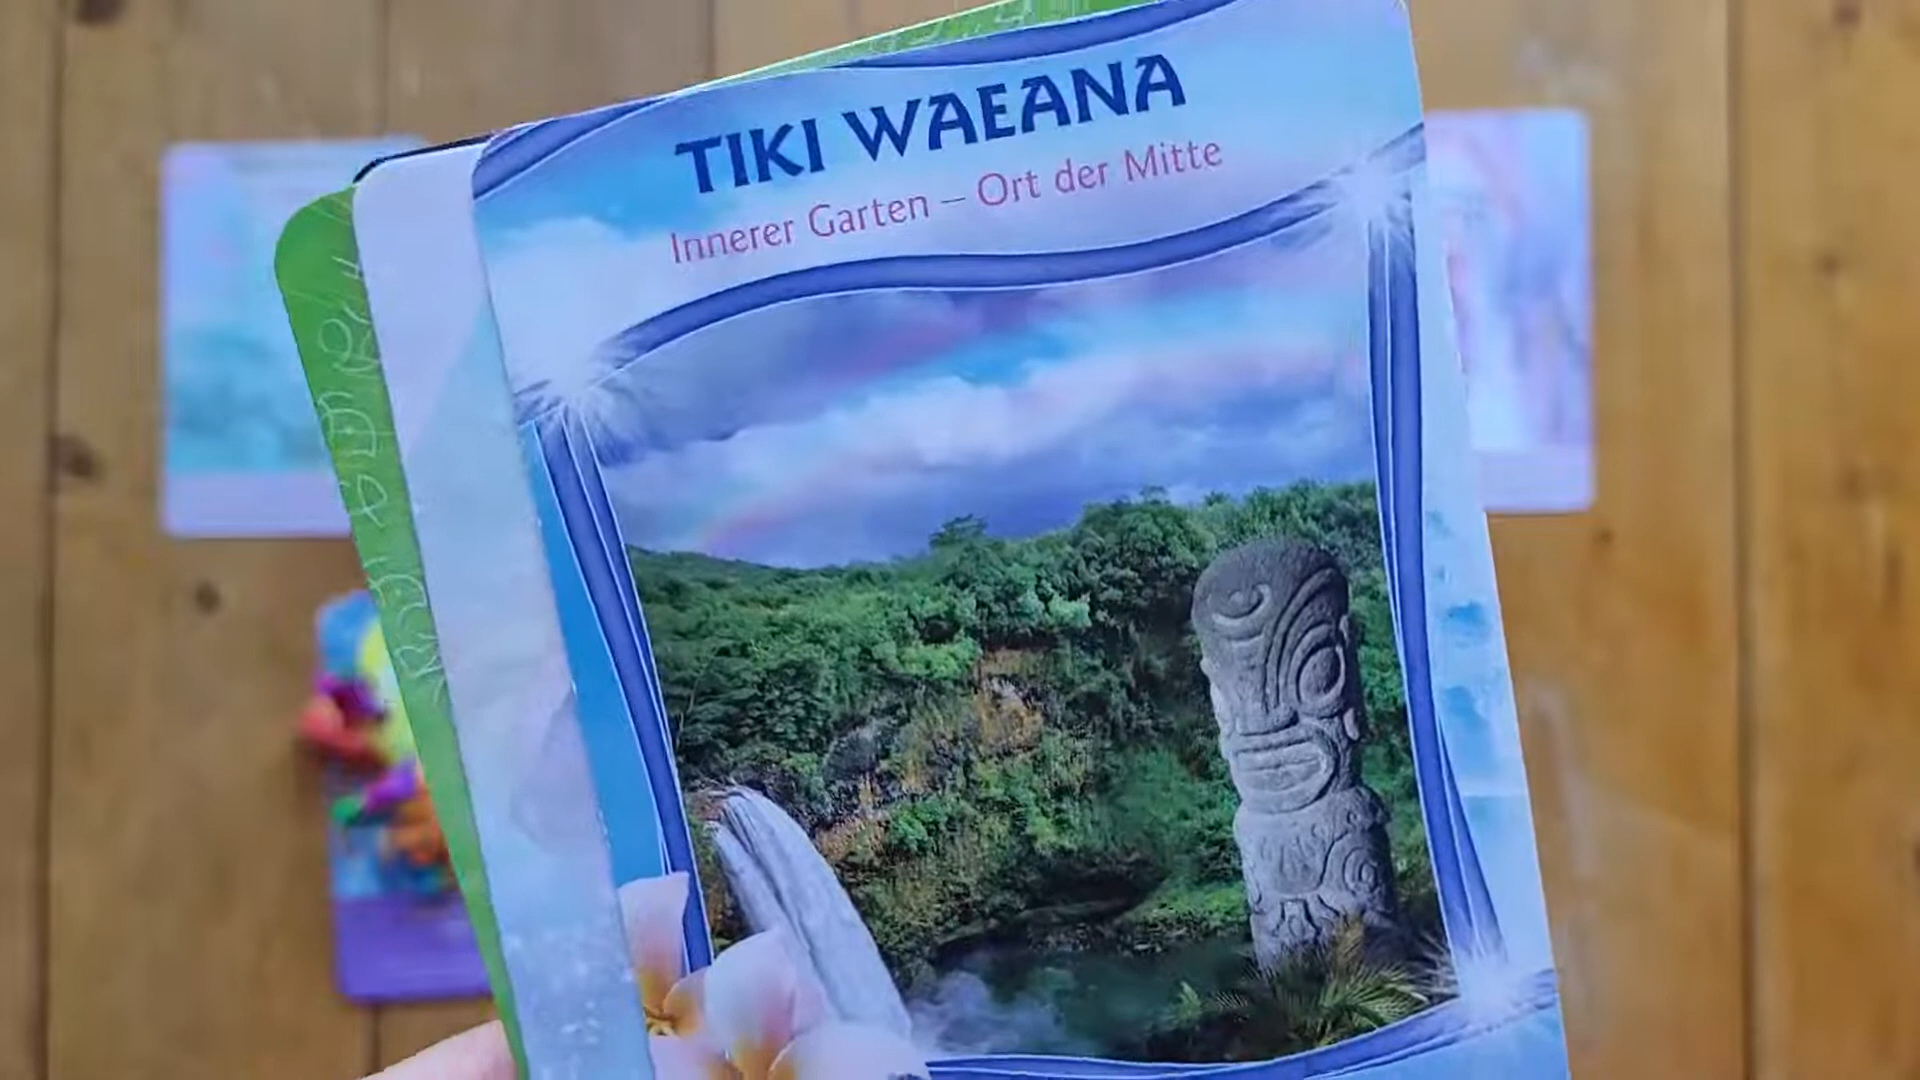 TIKI WAEANA
Innerer Garten – Ort der Mitte